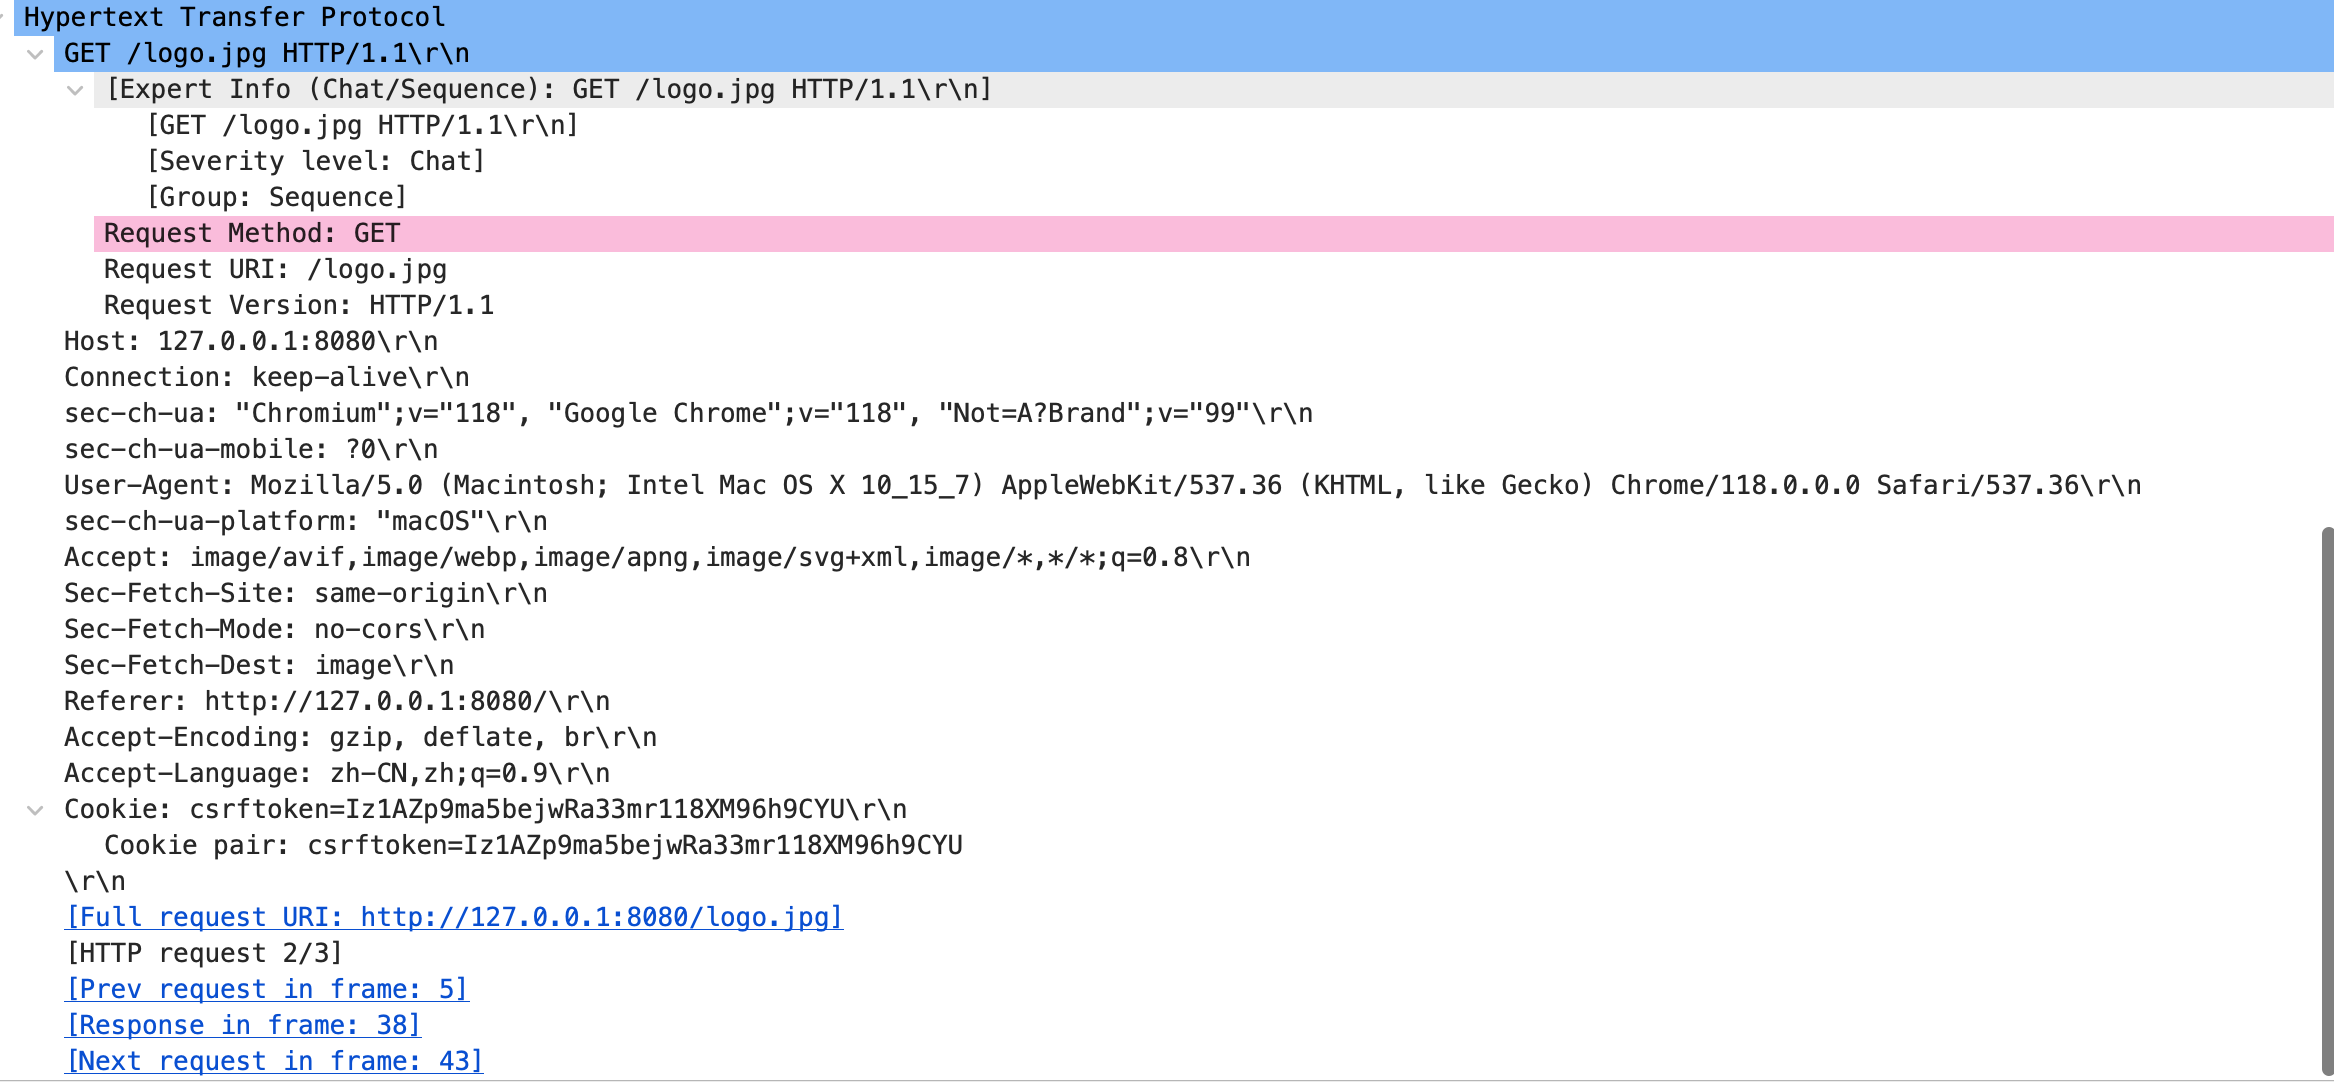 Hypertext Transfer Protocol
GET /logo.jpg HTTP/1.1\r\n
[Expert Info (Chat/Sequence): GET /logo.jpg HTTP/1.1\r\n]
[GET /logo.jpg HTTP/1.1\r\n]
[Severity level: Chat]
[Group: Sequence]
Request Method: GET
Request URI: /logo.jpg
Request Version: HTTP/1.1
Host: 127.0.0.1:8080\r\n
Connection: keep-alive\r\n
sec-ch-ua: "Chromium";v="118", "Google Chrome";v="118", "Not=A?Brand";v="99"\r\n
sec-ch-ua-mobile: ?0\r\n
User-Agent: Mozilla/5.0 (Macintosh; Intel Mac OS X 10_15_7) AppleWebKit/537.36 (KHTML, like Gecko) Chrome/118.0.0.0 Safari/537.36\r\n
sec-ch-ua-platform: "macOS"\r\n
Accept: image/avif,image/webp,image/apng,image/svg+xml,image/*,*/*;q=0.8\r\n
Sec-Fetch-Site: same-origin\r\n
Sec-Fetch-Mode: no-cors\r\n
Sec-Fetch-Dest: image\r\n
Referer: http://127.0.0.1:8080/\r\n
Accept-Encoding: gzip, deflate, br\r\n
Accept-Language: zh-CN,zh;q=0.9\r\n
Cookie: csrftoken=Iz1AZp9ma5bejwRa33mr118XM96h9CYU\r\n
Cookie pair: csrftoken=Iz1AZp9ma5bejwRa33mr118XM96h9CYU
\r\n
[Full request URI: http://127.0.0.1:8080/logo.jpg]
[HTTP request 2/3]
[Prev request in frame: 5]
[Response in frame: 38]
[Next request in frame: 43]